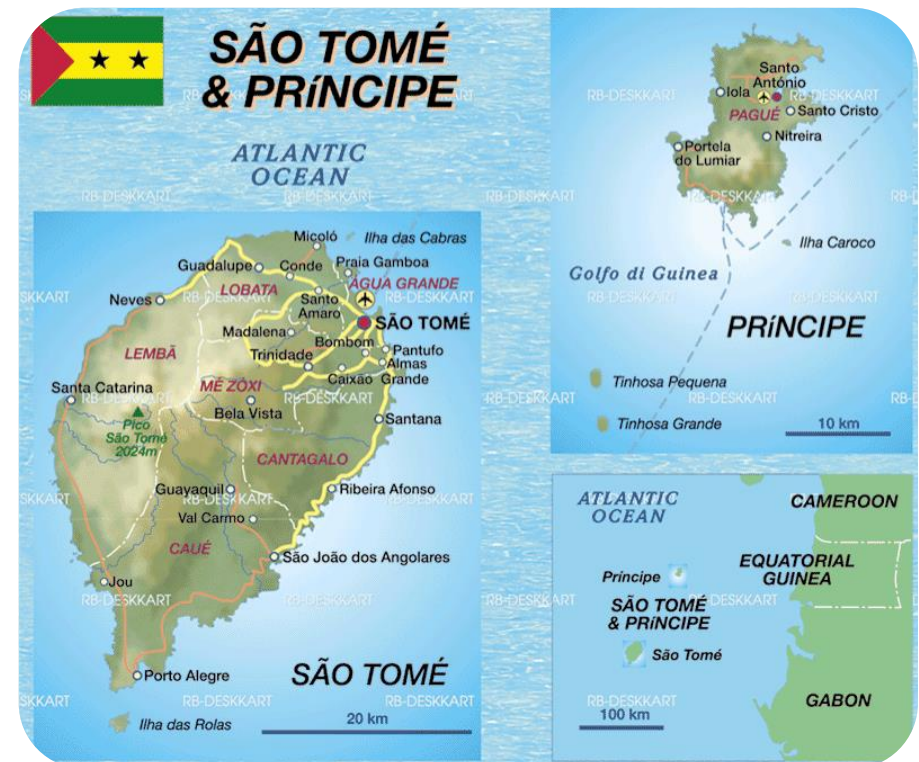 SÃO TOMÉ
& PRíNCIPE
ATLANTIC
OCEAN
Micoló
Ilha das Cabras
Guadalupe
Conde
Praia Gamboa
LOBATA
AGUA GRANDE
Neves
Santo
Amaro
SÃO TOMÉ
Madalena
Bombom
LEMBÃ
Trinidade
Pantufo
Almas
Caixão Grande
MÉ ZÓXI
Santa Catarina
Bela Vista
Santana
Pico
São Tomé
2024m
CANTAGALO
Guayaquil
Ribeira Afonso
Val Carmo
CAUÉ
São João dos Angolares
Jou
Porto Alegre
SÃO TOMÉ
Ilha das Rolas
20 km
Santo
António
Iola
PAGUÉ
Santo Cristo
Nitreira
Portela
do Lumiar
Ilha Caroco
Golfo di Guinea
PRíNCIPE
Tinhosa Pequena
Tinhosa Grande
10 km
ATLANTIC
OCEAN
CAMEROON
EQUATORIAL
GUINEA
Príncipe
SÃO TOMÉ
& PRíNCIPE
São Tomé
GABON
100 km
RB-DESKKART